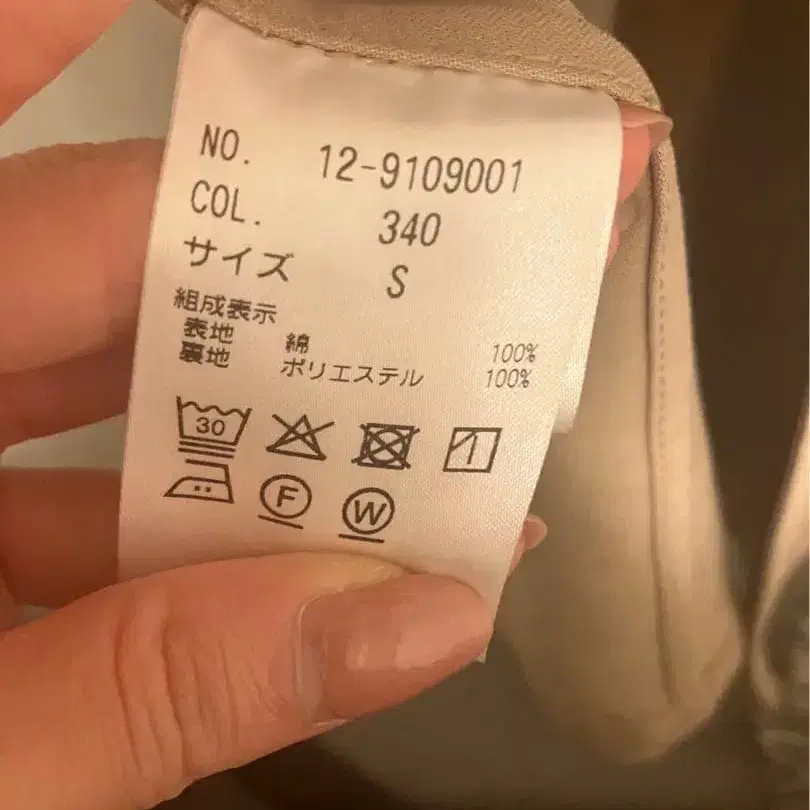 NO. 12-9109001
COL. 340
サイズ S
組成表示
表地 綿 100%
裏地 ポリエステル 100%
30
F W